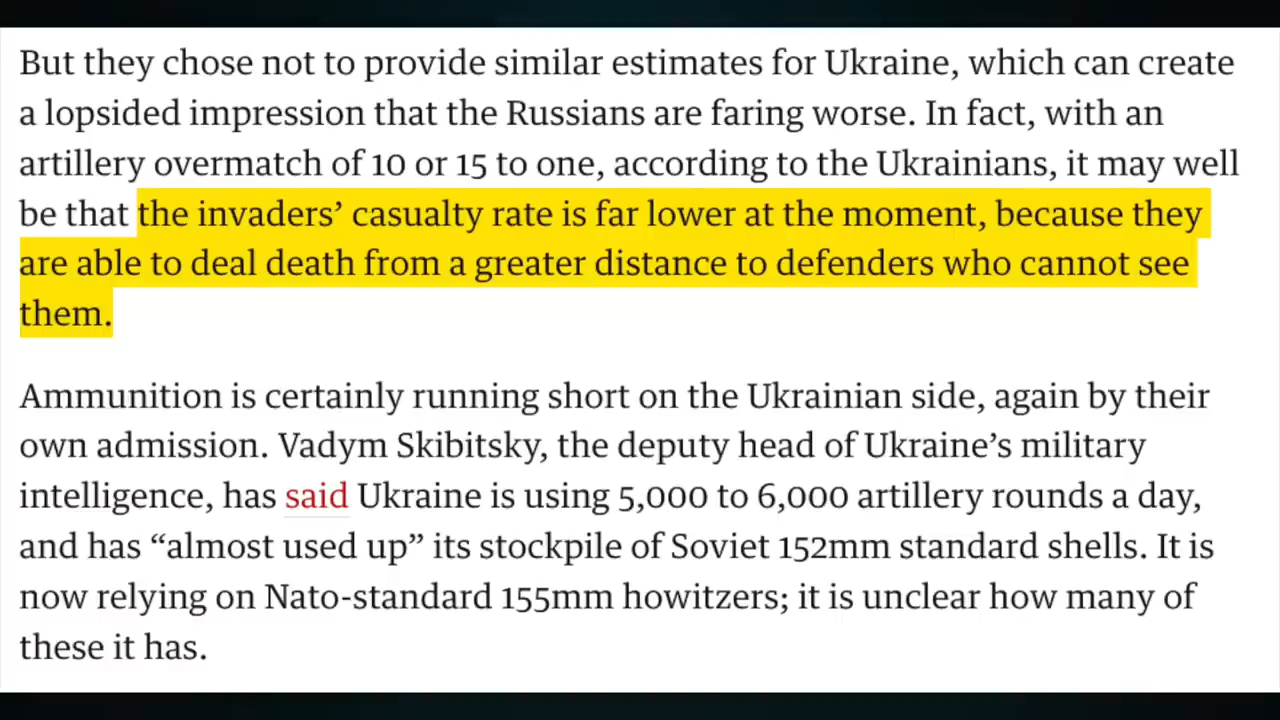 But they chose not to provide similar estimates for Ukraine, which can create
a lopsided impression that the Russians are faring worse. In fact, with an
artillery overmatch of 10 or 15 to one, according to the Ukrainians, it may well
be that the invaders’ casualty rate is far lower at the moment, because they
are able to deal death from a greater distance to defenders who cannot see
them.
Ammunition is certainly running short on the Ukrainian side, again by their
own admission. Vadym Skibitsky, the deputy head of Ukraine’s military
intelligence, has said Ukraine is using 5,000 to 6,000 artillery rounds a day,
and has “almost used up” its stockpile of Soviet 152mm standard shells. It is
now relying on Nato-standard 155mm howitzers; it is unclear how many of
these it has.